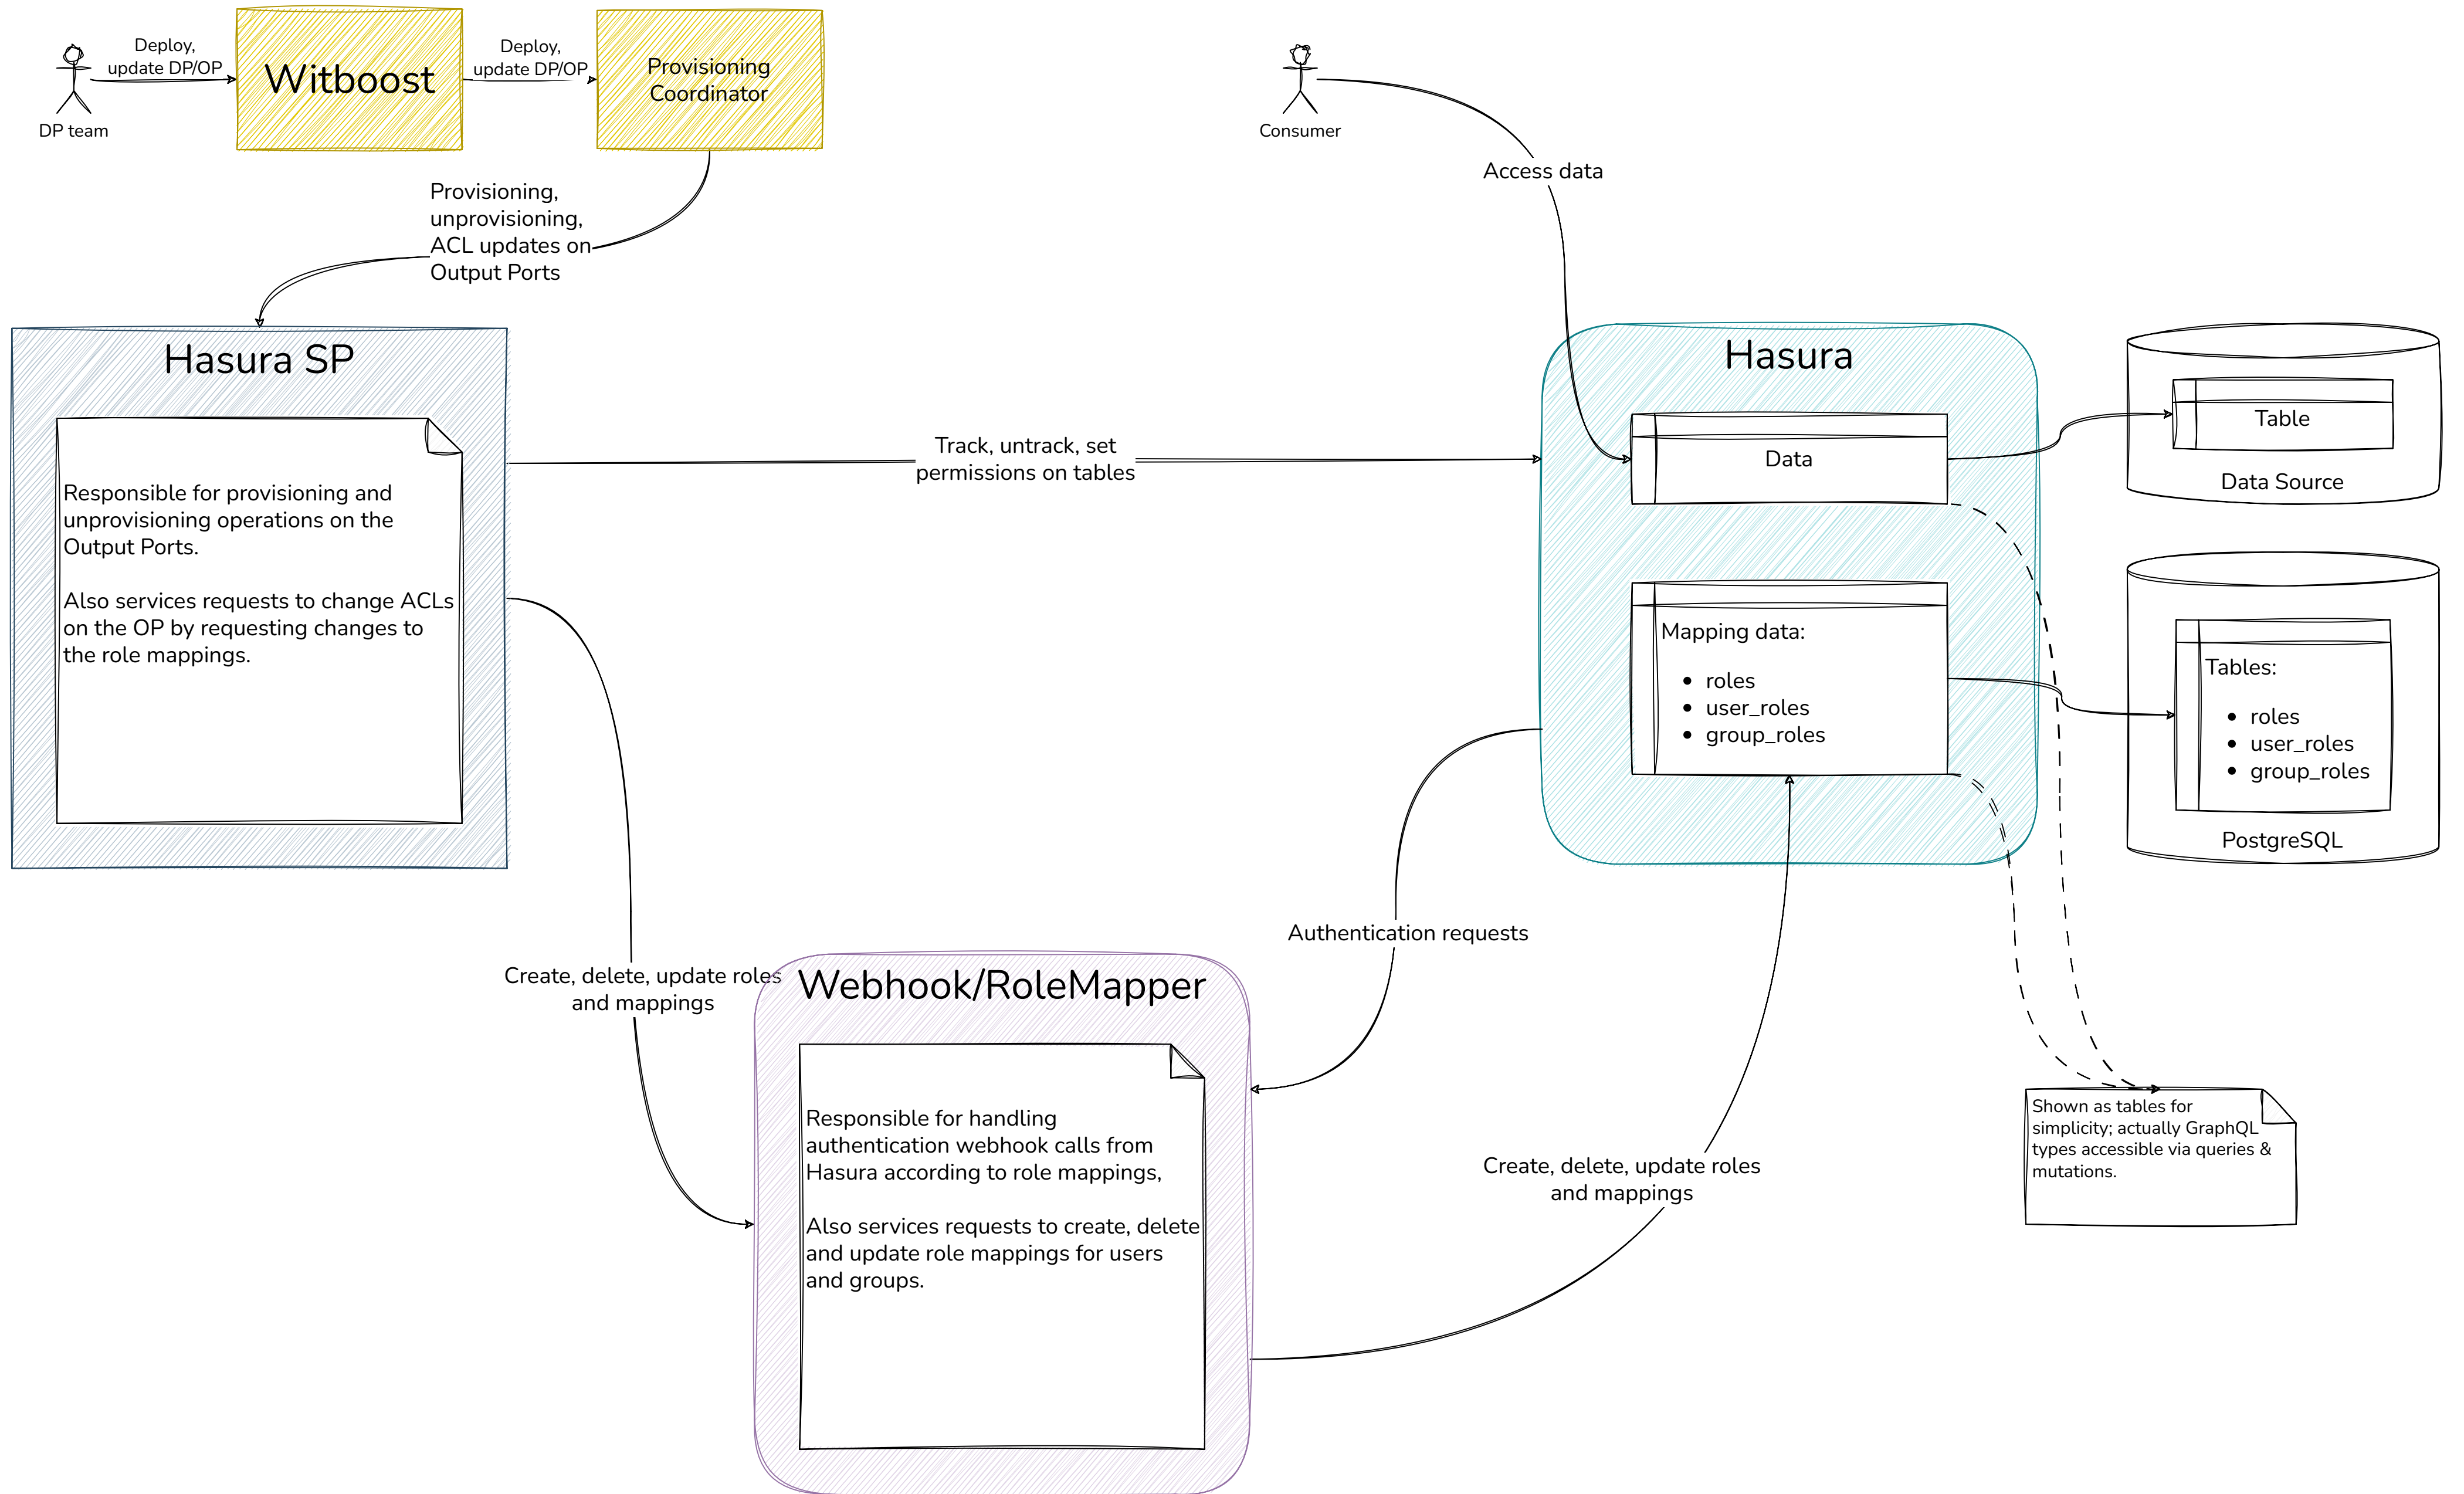 Deploy,
update DP/OP
DP team
Witboost
Deploy,
update DP/OP
Provisioning
Coordinator
Consumer
Access data
Provisioning,
unprovisioning,
ACL updates on
Output Ports
Hasura SP
Responsible for provisioning and
unprovisioning operations on the
Output Ports.
Also services requests to change ACLs
on the OP by requesting changes to
the role mappings.
Track, untrack, set
permissions on tables
Hasura
Data
Mapping data:
• roles
• user_roles
• group_roles
Table
Data Source
Tables:
• roles
• user_roles
• group_roles
PostgreSQL
Authentication requests
Create, delete, update roles
and mappings
Webhook/RoleMapper
Responsible for handling
authentication webhook calls from
Hasura according to role mappings,
Also services requests to create, delete
and update role mappings for users
and groups.
Create, delete, update roles
and mappings
Shown as tables for
simplicity; actually GraphQL
types accessible via queries &
mutations.